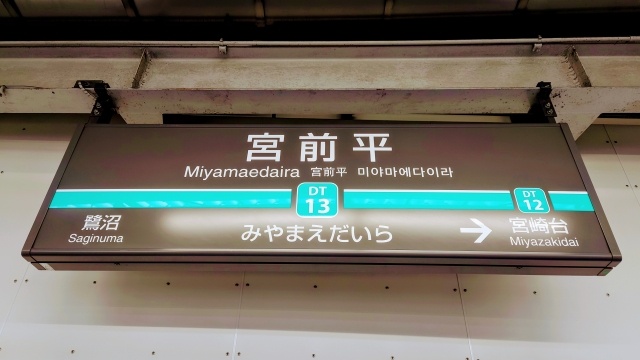 宮前平
Miyamaedaira 宮前平 미야마에다이라
DT
13
DT
12
鷺沼
Saginuma
みやまえだいら
→
宮崎台
Miyazakidai